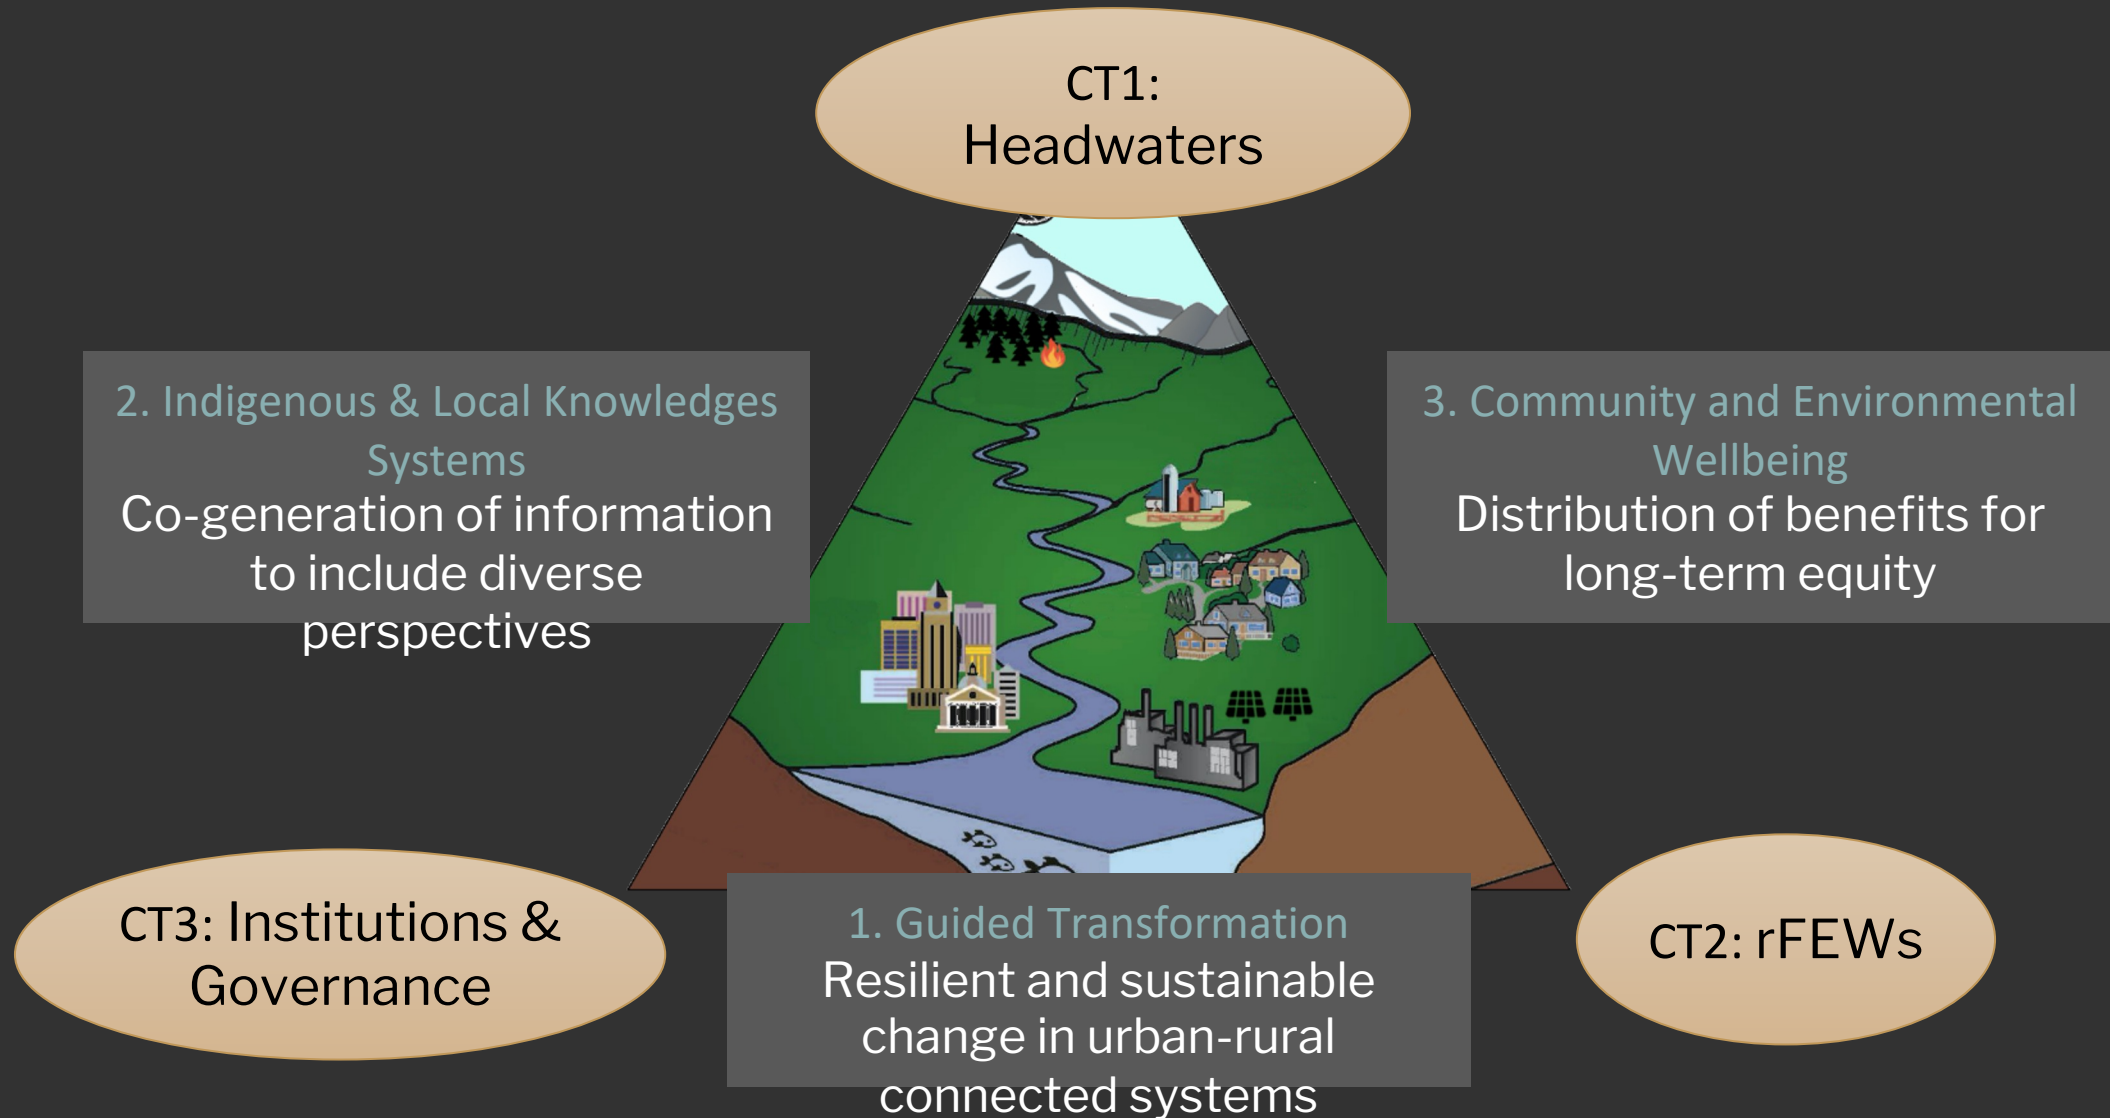 CT1:
Headwaters
2. Indigenous & Local Knowledges
Systems
Co-generation of information
to include diverse
perspectives
3. Community and Environmental
Wellbeing
Distribution of benefits for
long-term equity
CT3: Institutions &
Governance
1. Guided Transformation
Resilient and sustainable
change in urban-rural
connected systems
CT2: rFEWs